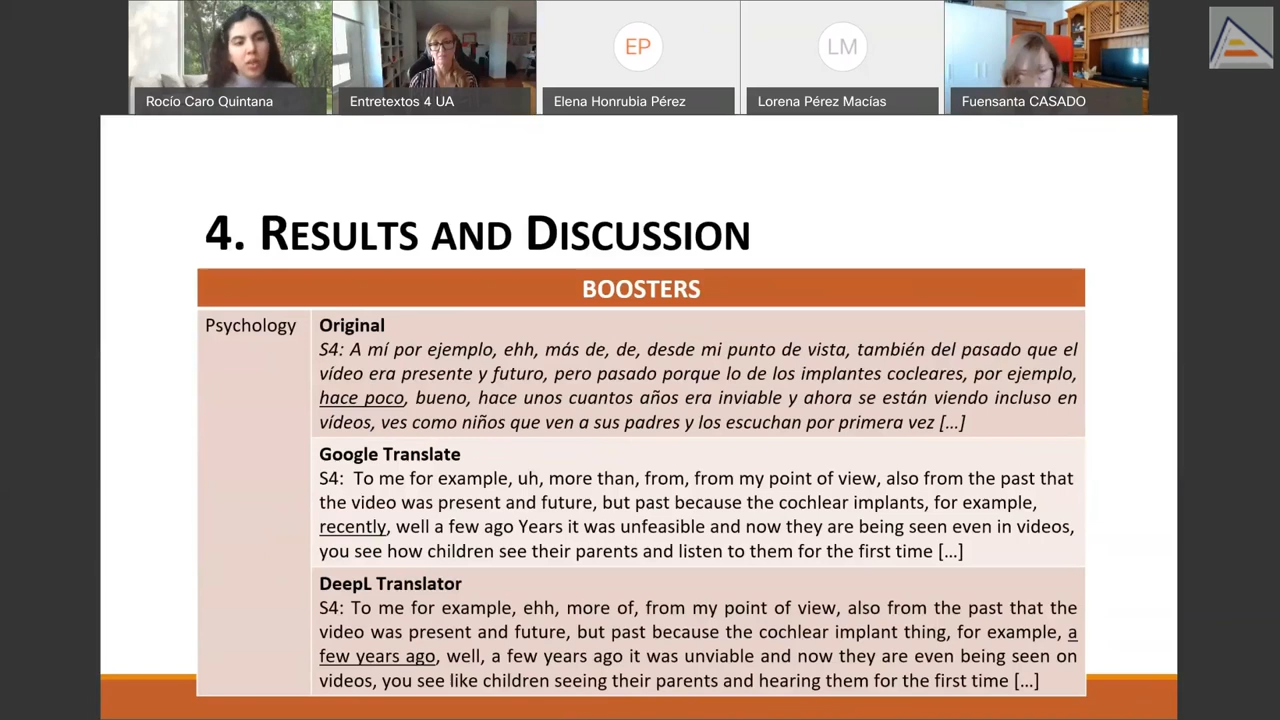 EP
LM
Rocío Caro Quintana
Entretextos 4 UA
Elena Honrubia Pérez
Lorena Pérez Macías
Fuensanta CASADO
4. RESULTS AND DISCUSSION
BOOSTERS
Psychology
Original
S4: A mí por ejemplo, ehh, más de, de, desde mi punto de vista, también del pasado que el
vídeo era presente y futuro, pero pasado porque lo de los implantes cocleares, por ejemplo,
hace poco, bueno, hace unos cuantos años era inviable y ahora se están viendo incluso en
vídeos, ves como niños que ven a sus padres y los escuchan por primera vez […]
Google Translate
S4: To me for example, uh, more than, from, from my point of view, also from the past that
the video was present and future, but past because the cochlear implants, for example,
recently, well a few ago Years it was unfeasible and now they are being seen even in videos,
you see how children see their parents and listen to them for the first time […]
DeepL Translator
S4: To me for example, ehh, more of, from my point of view, also from the past that the
video was present and future, but past because the cochlear implant thing, for example, a
few years ago, well, a few years ago it was unviable and now they are even being seen on
videos, you see like children seeing their parents and hearing them for the first time […]